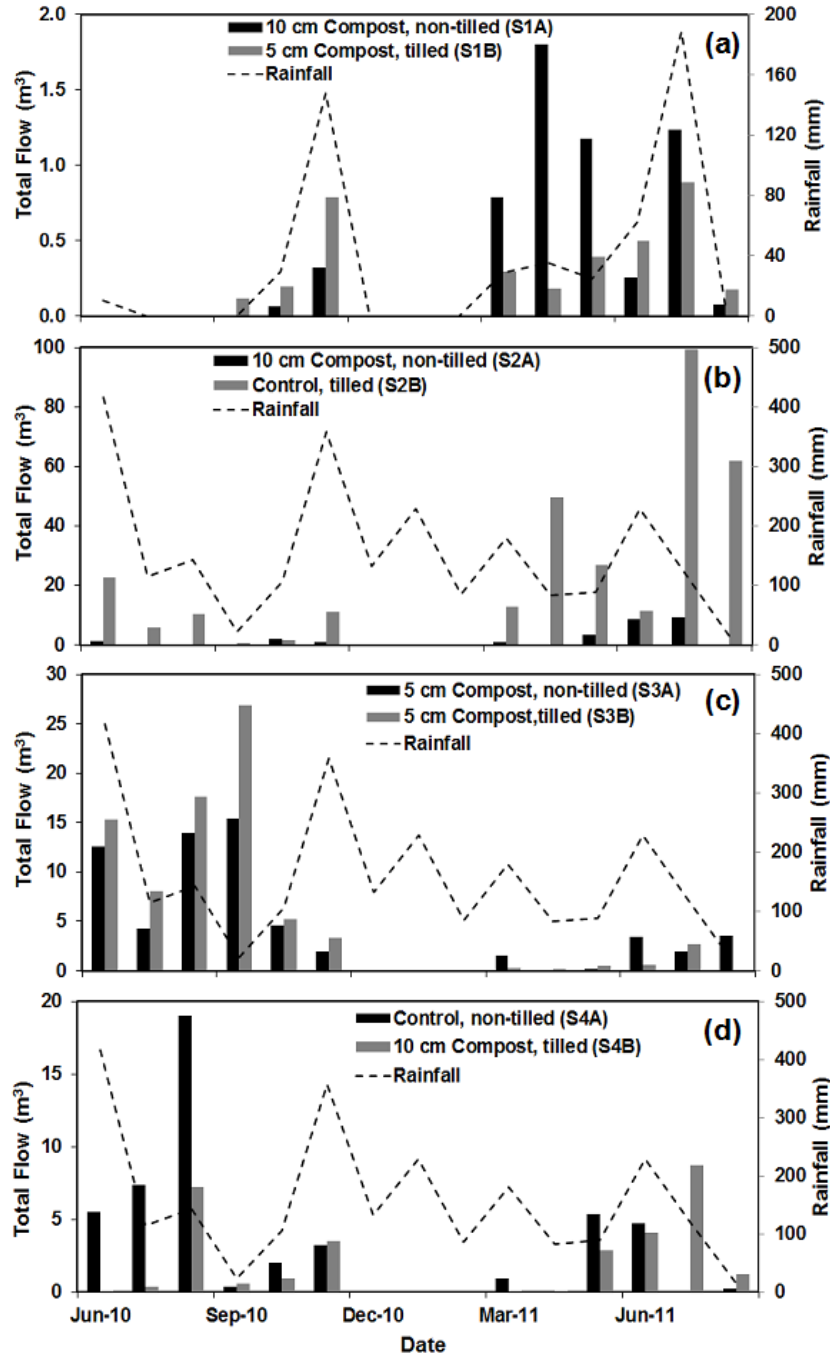 10 cm Compost, non-tilled (S1A)
5 cm Compost, tilled (S1B)
Rainfall
(a)
Total Flow (m³)
2.0
1.5
1.0
0.5
0.0
Rainfall (mm)
200
160
120
80
40
0
10 cm Compost, non-tilled (S2A)
Control, tilled (S2B)
Rainfall
(b)
Total Flow (m³)
100
80
60
40
20
0
Rainfall (mm)
500
400
300
200
100
0
5 cm Compost, non-tilled (S3A)
5 cm Compost,tilled (S3B)
Rainfall
(c)
Total Flow (m³)
30
25
20
15
10
5
0
Rainfall (mm)
500
400
300
200
100
0
Control, non-tilled (S4A)
10 cm Compost, tilled (S4B)
Rainfall
(d)
Total Flow (m³)
20
15
10
5
0
Rainfall (mm)
500
400
300
200
100
0
Jun-10 Sep-10 Dec-10 Mar-11 Jun-11
Date